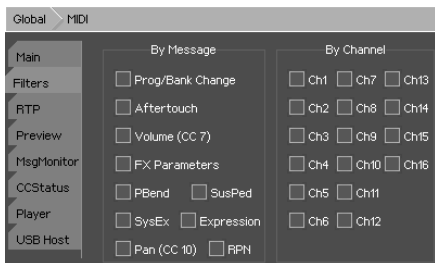 Global MIDI
Main
Filters
RTP
Preview
MsgMonitor
CCStatus
Player
USB Host
By Message
Prog/Bank Change
Aftertouch
Volume (CC 7)
FX Parameters
PBend SusPed
SysEx Expression
Pan (CC 10) RPN
By Channel
Ch1 Ch7 Ch13
Ch2 Ch8 Ch14
Ch3 Ch9 Ch15
Ch4 Ch10 Ch16
Ch5 Ch11
Ch6 Ch12